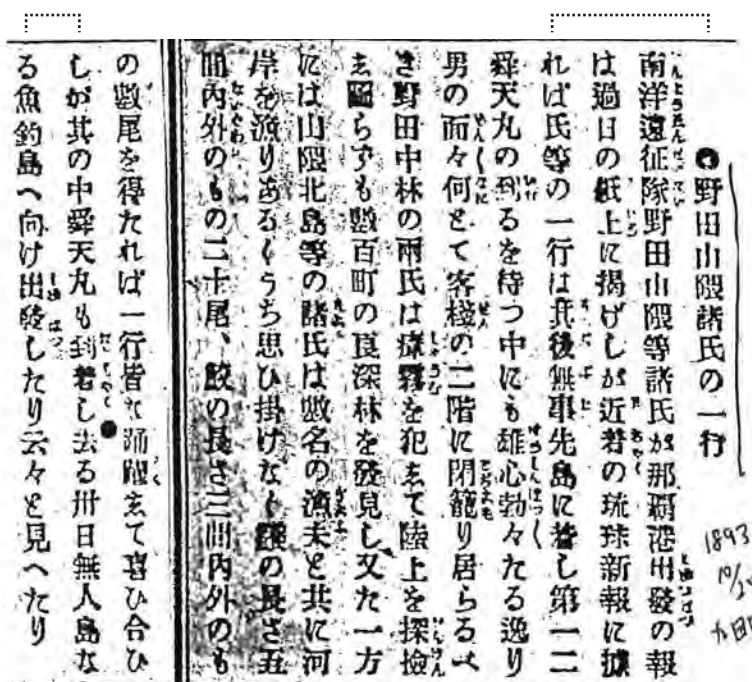 野田山隈諸氏の一行
南洋遠征隊野田山隈等諸氏が那覇港出發の報
は過日の紙上に掲げしが近着の琉球新報に據
れば氏等の一行は其後無事先島に着し第一二
舜天丸の到るを待つ中にも雄心勃々たる逸り
男の面々何とて客棧の二階に閉籠り居らるべ
き野田中林の兩氏は瘴霧を犯して陸上を探檢
し圖らずも數百町の良深林を發見し又た一方
には山隈北島等の諸氏は數名の漁夫と共に河
岸を漁りあるくうち思ひ掛けなく鰐の長さ五
間內外のもの二十尾、鮫の長さ三間內外のも
の數尾を得たれば一行皆な踊躍して喜ひ合ひ
しが其の中舜天丸も到着し去る卅日無人島な
る魚釣島へ向け出發したり云々と見へたり
1893